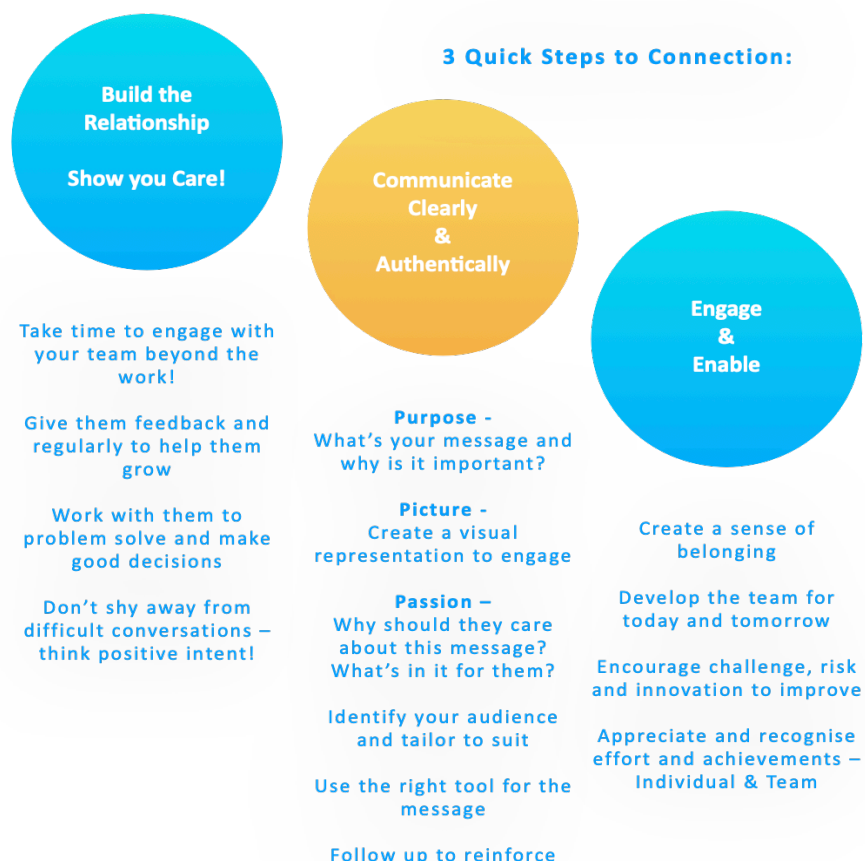 3 Quick Steps to Connection:
Build the
Relationship
Show you Care!
Take time to engage with
your team beyond the
work!
Give them feedback and
regularly to help them
grow
Work with them to
problem solve and make
good decisions
Don’t shy away from
difficult conversations –
think positive intent!
Communicate
Clearly
&
Authentically
Purpose -
What’s your message and
why is it important?
Picture -
Create a visual
representation to engage
Passion –
Why should they care
about this message?
What’s in it for them?
Identify your audience
and tailor to suit
Use the right tool for the
message
Follow up to reinforce
Engage
&
Enable
Create a sense of
belonging
Develop the team for
today and tomorrow
Encourage challenge, risk
and innovation to improve
Appreciate and recognise
effort and achievements –
Individual & Team